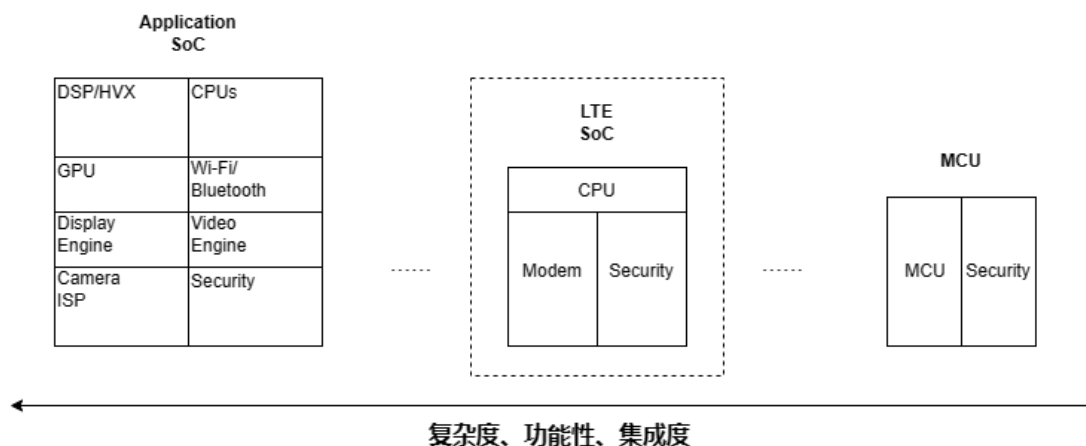 Application
SoC
DSP/HVX
CPUs
GPU
Wi-Fi/
Bluetooth
Display
Engine
Video
Engine
Camera
ISP
Security
......
LTE
SoC
CPU
Modem
Security
......
MCU
MCU
Security
复杂度、功能性、集成度